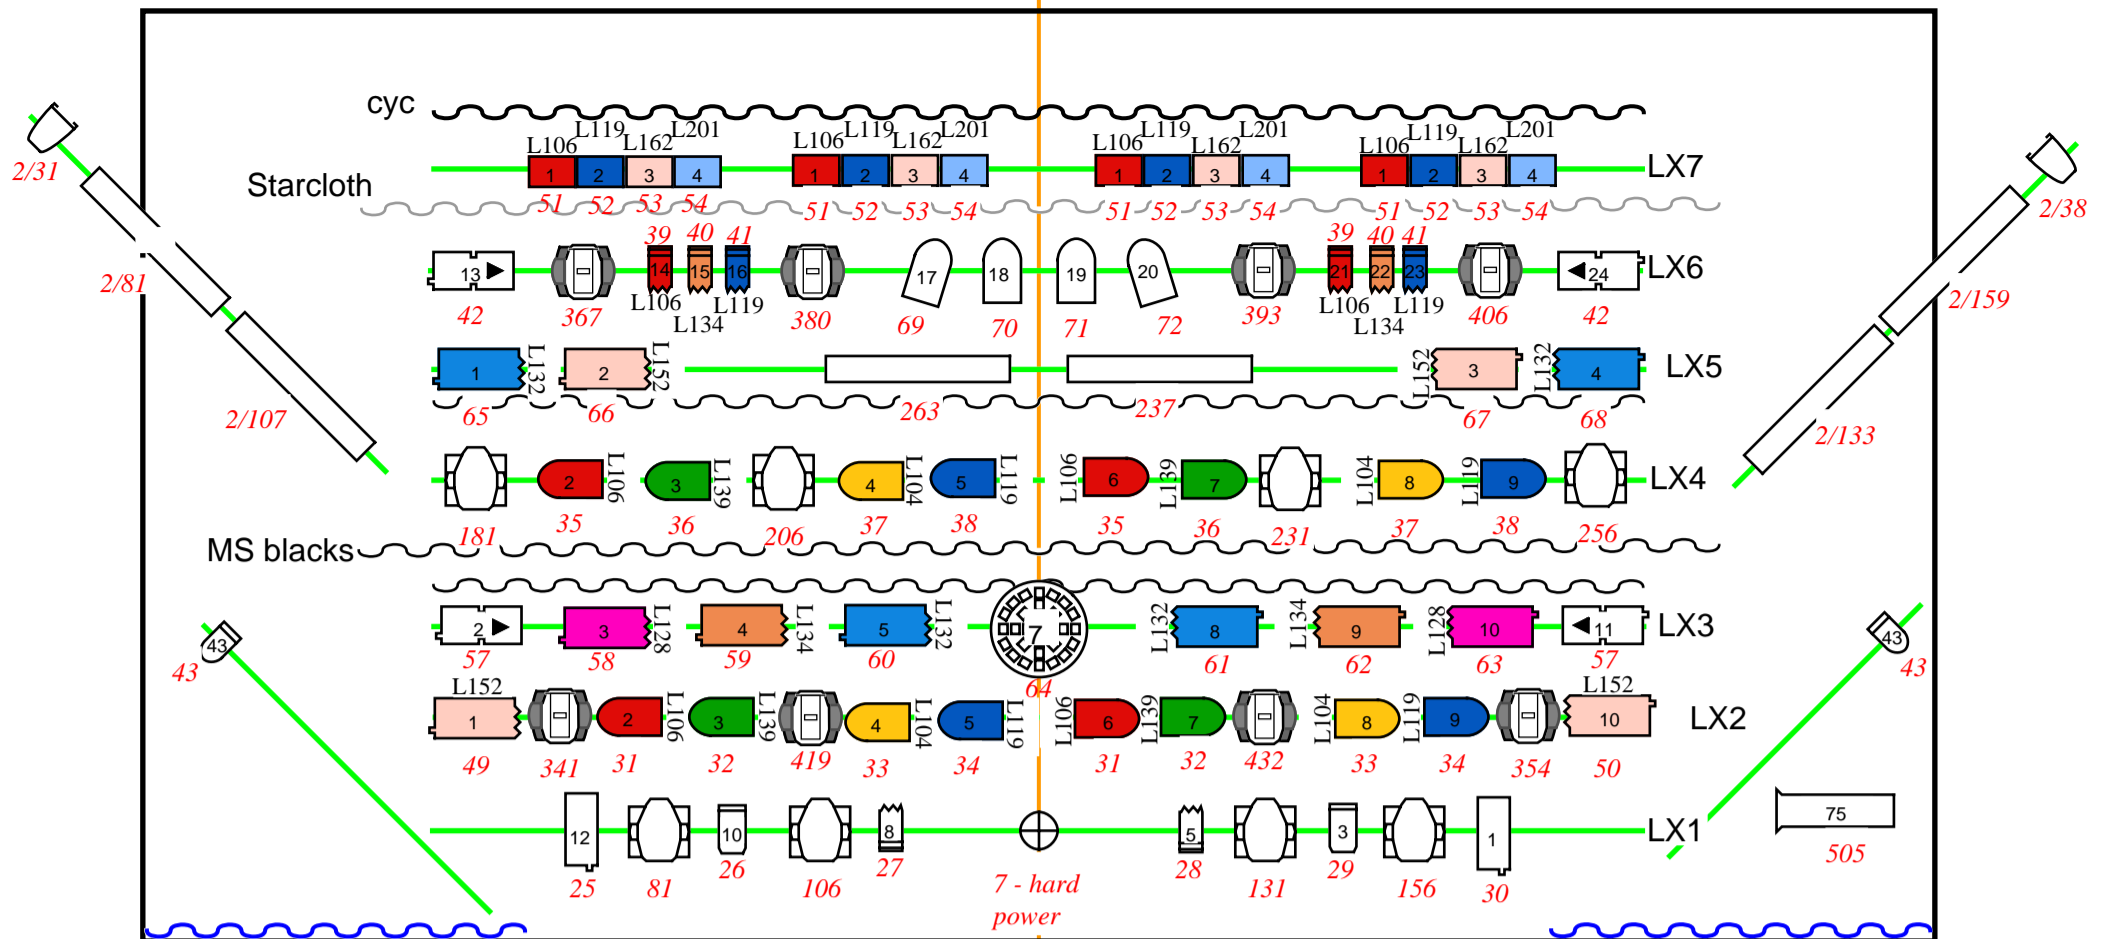 cyc
L106 L119 L162 L201 L106 L119 L162 L201 L106 L119 L162 L201 L106 L119 L162 L201
1 2 3 4 1 2 3 4 1 2 3 4 1 2 3 4 LX7
2/31 2/38
Starcloth
51 52 53 54 51 52 53 54 51 52 53 54 51 52 53 54
39 40 41 39 40 41
13 14 15 16 17 18 19 20 21 22 23 24 LX6
L106 L134 L119 L106 L134 L119
42 367 380 69 70 71 72 393 406 42
2/81 2/159
1 L132 2 L152 L152 3 L132 4 LX5
65 66 263 237 67 68
2/107 2/133
2 L106 3 L139 4 L104 5 L119 L106 6 L139 7 L104 8 L119 9 LX4
181 35 36 206 37 38 35 36 231 37 38 256
MS blacks
2 3 L128 4 L134 5 L132 7 L132 8 L134 9 L128 10 11 LX3
43 43
57 58 59 60 64 61 62 63 57
43 43
L152 L152
1 2 L106 3 L139 4 L104 5 L119 L106 6 L139 7 L104 8 L119 9 10 LX2
49 341 31 32 419 33 34 31 32 432 33 34 354 50
12 10 8 5 3 1 LX1
75
25 81 26 106 27 28 131 29 156 30
505
7 - hard
power